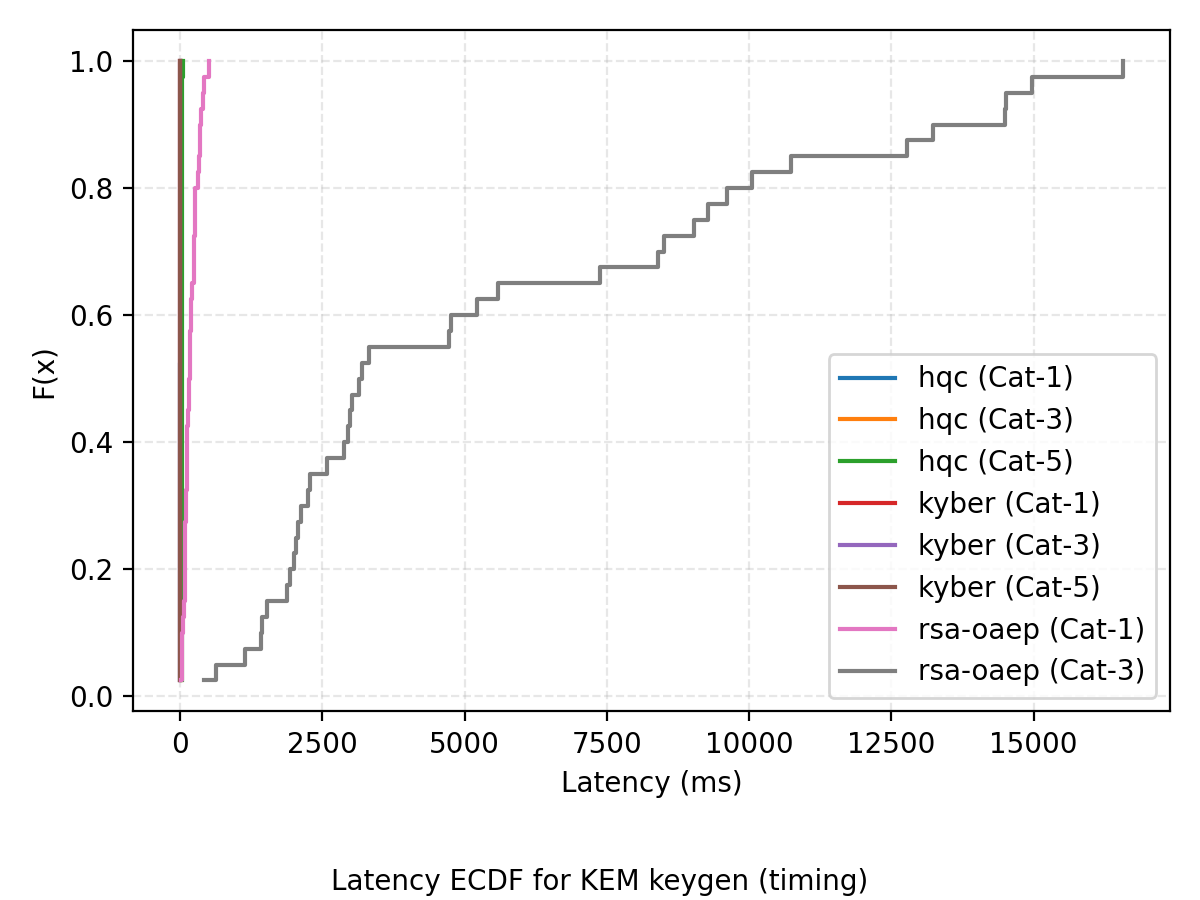 1.0
0.8
0.6
0.4
0.2
0.0
F(x)
hqc (Cat-1)
hqc (Cat-3)
hqc (Cat-5)
kyber (Cat-1)
kyber (Cat-3)
kyber (Cat-5)
rsa-oaep (Cat-1)
rsa-oaep (Cat-3)
0 2500 5000 7500 10000 12500 15000
Latency (ms)
Latency ECDF for KEM keygen (timing)